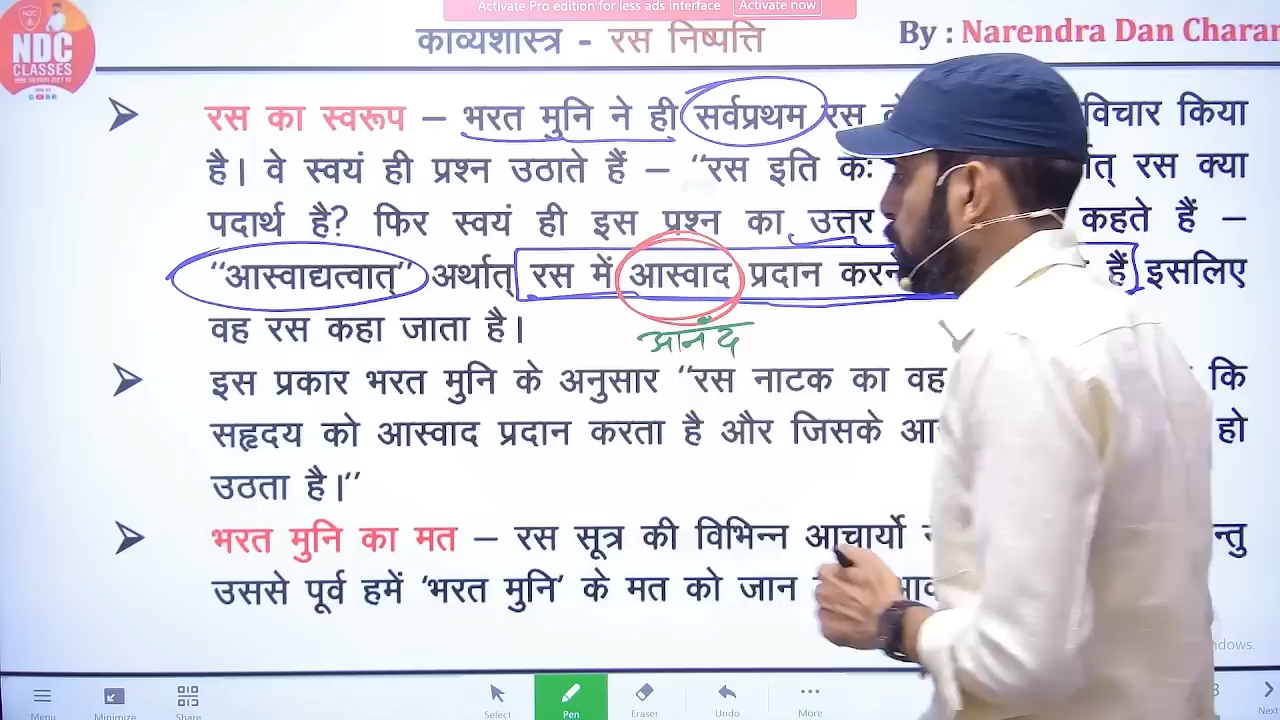 Activate Pro edition for less ads interface Activate now
NDC
CLASSES
काव्यशास्त्र - रस निष्पत्ति
By : Narendra Dan Charan
रस का स्वरूप – भरत मुनि ने ही सर्वप्रथम रस विचार किया
है। वे स्वयं ही प्रश्न उठाते हैं – “रस इति कः रस क्या
पदार्थ है? फिर स्वयं ही इस प्रश्न का उत्तर कहते हैं –
“आस्वाद्यत्वात्” अर्थात् रस में आस्वाद प्रदान करने हैं इसलिए
आनंद
वह रस कहा जाता है।
इस प्रकार भरत मुनि के अनुसार “रस नाटक का वह कि
सहृदय को आस्वाद प्रदान करता है और जिसके हो
उठता है।”
भरत मुनि का मत – रस सूत्र की विभिन्न आचार्यो
उससे पूर्व हमें ‘भरत मुनि’ के मत को जान
Menu Minimize Share Select Pen Eraser Undo More Next